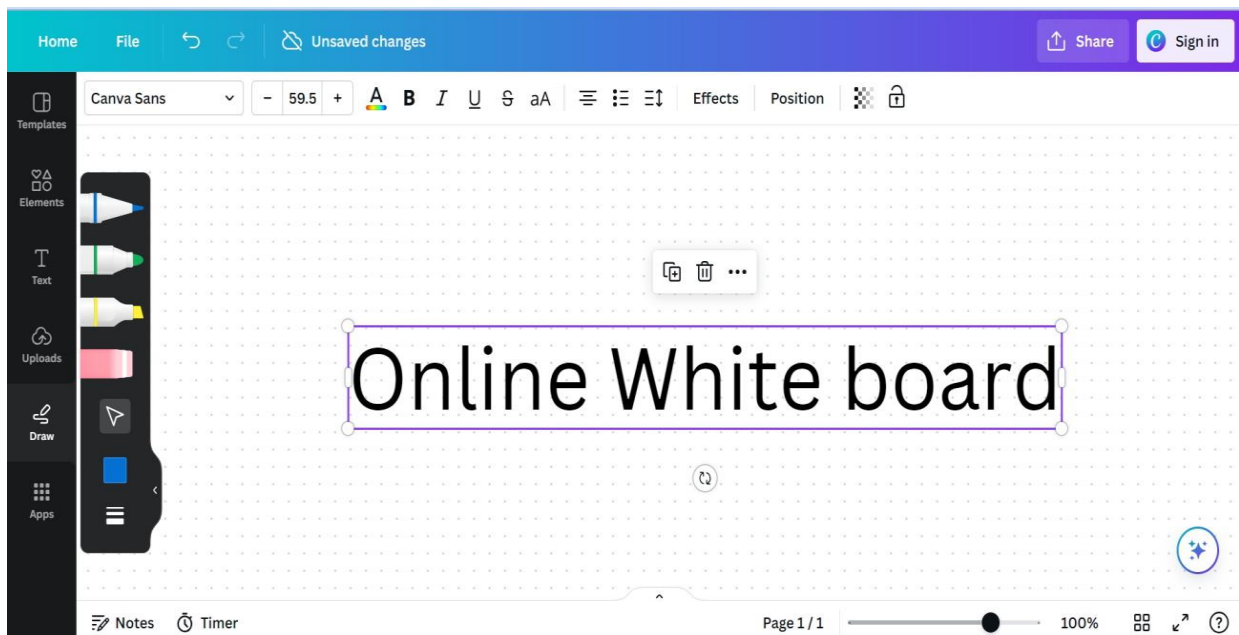 Home File Unsaved changes Share Sign in
Canva Sans - 59.5 + A B I U S aA Effects Position
Templates
Elements
Text
Uploads
Draw
Apps
Online White board
Notes Timer Page 1 / 1 100% ?